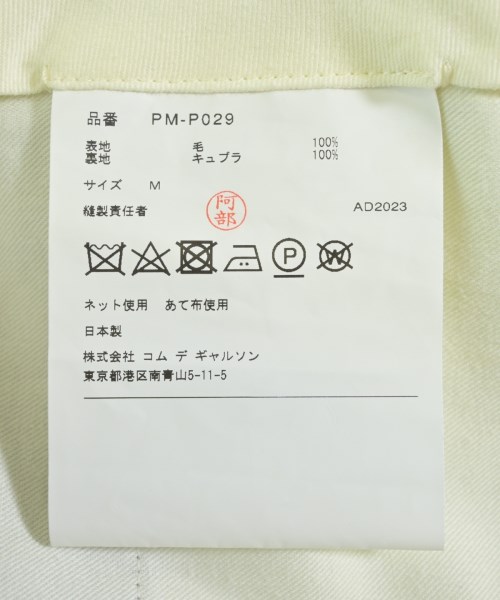 品番 PM-P029
表地 毛 100%
裏地 キュプラ 100%
サイズ M
縫製責任者 阿部 AD2023
P W
ネット使用 あて布使用
日本製
株式会社 コム デ ギャルソン
東京都港区南青山5-11-5